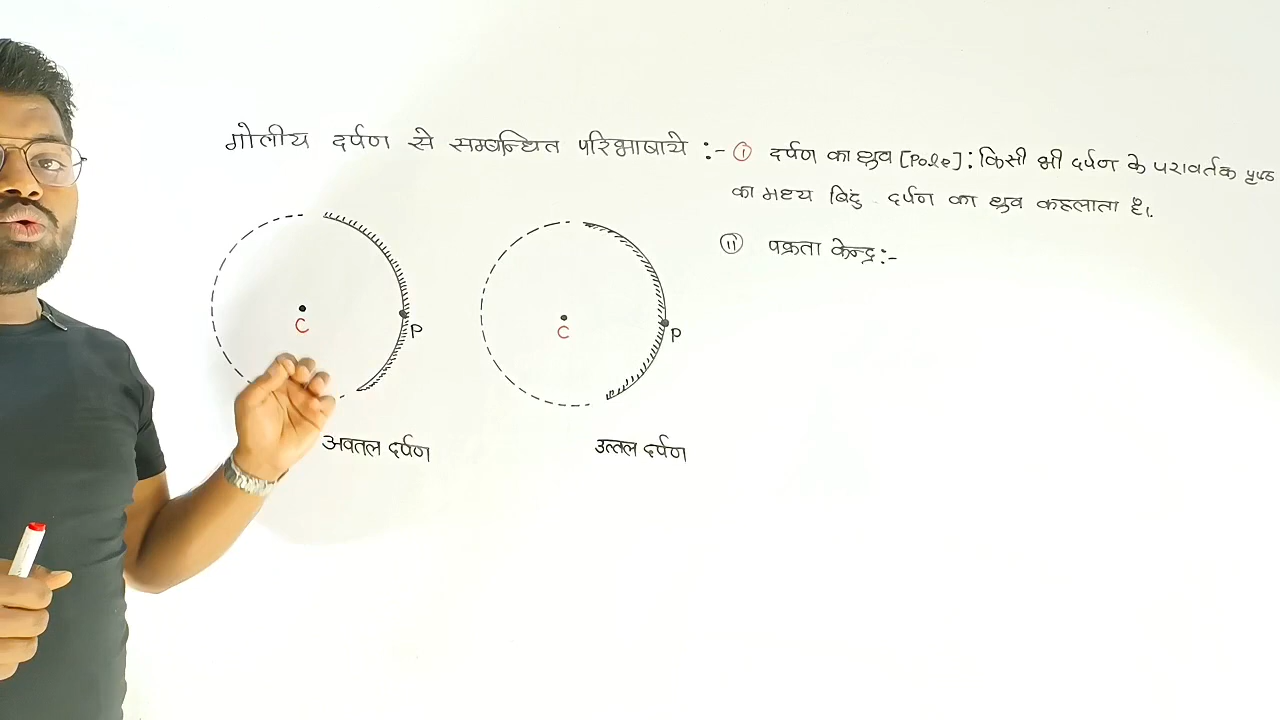 गोलीय दर्पण से सम्बन्धित परिभाषाये :- (i) दर्पण का ध्रुव [Pole] : किसी भी दर्पण के परावर्तक पृष्ठ
का मध्य बिंदु दर्पण का ध्रुव कहलाता है।
(ii) पक्रता केन्द्र :-
C P
C P
अवतल दर्पण
उत्तल दर्पण